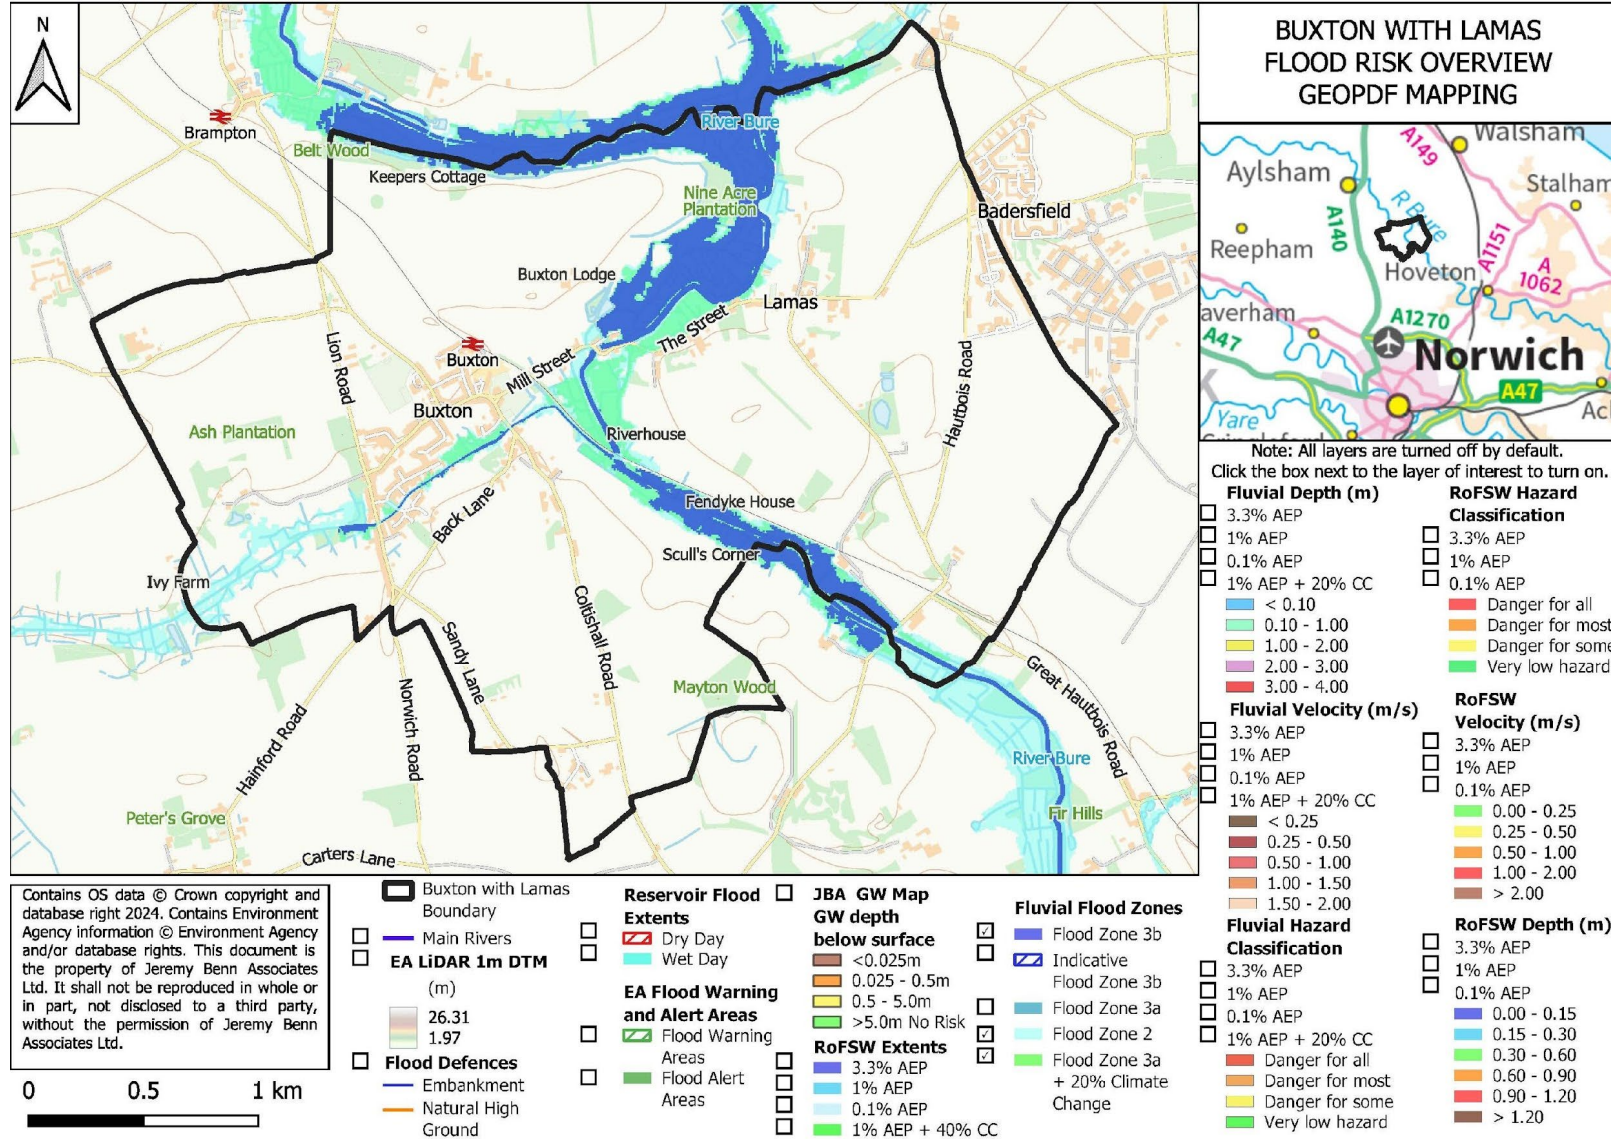 N
Brampton
Belt Wood
Keepers Cottage
River Bure
Nine Acre
Plantation
Badersfield
Buxton Lodge
Lamas
The Street
Lion Road
Buxton
Mill Street
Buxton
Hautbois Road
Ash Plantation
Riverhouse
Back Lane
Fendyke House
Scull's Corner
Ivy Farm
Coltishall Road
Sandy Lane
Mayton Wood
Great Hautbois Road
Norwich Road
Hainford Road
River Bure
Fir Hills
Peter's Grove
Carters Lane
BUXTON WITH LAMAS
FLOOD RISK OVERVIEW
GEOPDF MAPPING
Walsham
A149
Aylsham
Stalham
R Bure
A140
Reepham
A1151
A
1062
Hoveton
averham
A1270
A47
Norwich
A47
Yare
Note: All layers are turned off by default.
Click the box next to the layer of interest to turn on.
Fluvial Depth (m)
3.3% AEP
1% AEP
0.1% AEP
1% AEP + 20% CC
< 0.10
0.10 - 1.00
1.00 - 2.00
2.00 - 3.00
3.00 - 4.00
Fluvial Velocity (m/s)
3.3% AEP
1% AEP
0.1% AEP
1% AEP + 20% CC
< 0.25
0.25 - 0.50
0.50 - 1.00
1.00 - 1.50
1.50 - 2.00
Fluvial Hazard
Classification
3.3% AEP
1% AEP
0.1% AEP
1% AEP + 20% CC
Danger for all
Danger for most
Danger for some
Very low hazard
RoFSW Hazard
Classification
3.3% AEP
1% AEP
0.1% AEP
Danger for all
Danger for most
Danger for some
Very low hazard
RoFSW
Velocity (m/s)
3.3% AEP
1% AEP
0.1% AEP
0.00 - 0.25
0.25 - 0.50
0.50 - 1.00
1.00 - 2.00
> 2.00
RoFSW Depth (m)
3.3% AEP
1% AEP
0.1% AEP
0.00 - 0.15
0.15 - 0.30
0.30 - 0.60
0.60 - 0.90
0.90 - 1.20
> 1.20
Contains OS data © Crown copyright and
database right 2024. Contains Environment
Agency information © Environment Agency
and/or database rights. This document is
the property of Jeremy Benn Associates
Ltd. It shall not be reproduced in whole or
in part, not disclosed to a third party,
without the permission of Jeremy Benn
Associates Ltd.
0 0.5 1 km
Buxton with Lamas
Boundary
Main Rivers
EA LiDAR 1m DTM
(m)
26.31
1.97
Flood Defences
Embankment
Natural High
Ground
Reservoir Flood
Extents
Dry Day
Wet Day
EA Flood Warning
and Alert Areas
Flood Warning
Areas
Flood Alert
Areas
JBA GW Map
GW depth
below surface
<0.025m
0.025 - 0.5m
0.5 - 5.0m
>5.0m No Risk
RoFSW Extents
3.3% AEP
1% AEP
0.1% AEP
1% AEP + 40% CC
Fluvial Flood Zones
Flood Zone 3b
Indicative
Flood Zone 3b
Flood Zone 3a
Flood Zone 2
Flood Zone 3a
+ 20% Climate
Change